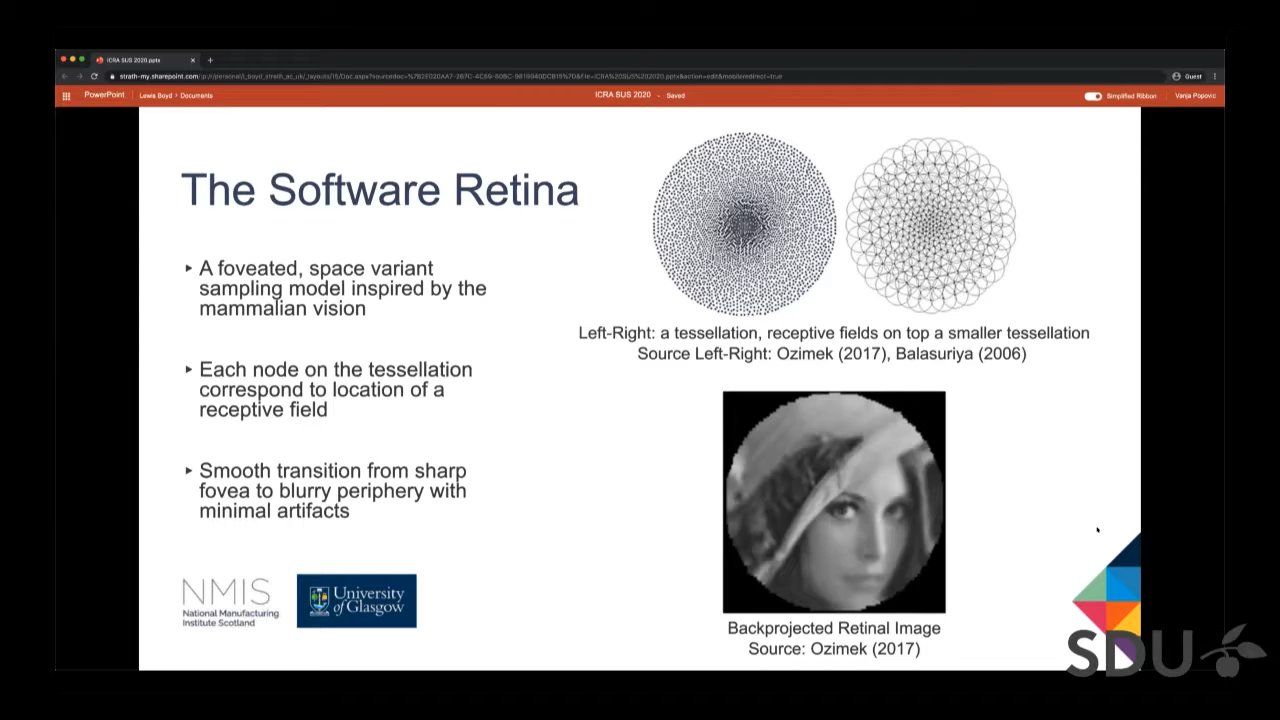 ICRA SUS 2020.pptx
Guest
PowerPoint
Lewis Boyd > Documents
ICRA SUS 2020 - Saved
Simplified Ribbon
Vanja Popovic
The Software Retina
‣ A foveated, space variant
sampling model inspired by the
mammalian vision
‣ Each node on the tessellation
correspond to location of a
receptive field
‣ Smooth transition from sharp
fovea to blurry periphery with
minimal artifacts
Left-Right: a tessellation, receptive fields on top a smaller tessellation
Source Left-Right: Ozimek (2017), Balasuriya (2006)
Backprojected Retinal Image
Source: Ozimek (2017)
NMIS
National Manufacturing
Institute Scotland
University
of Glasgow
SDU